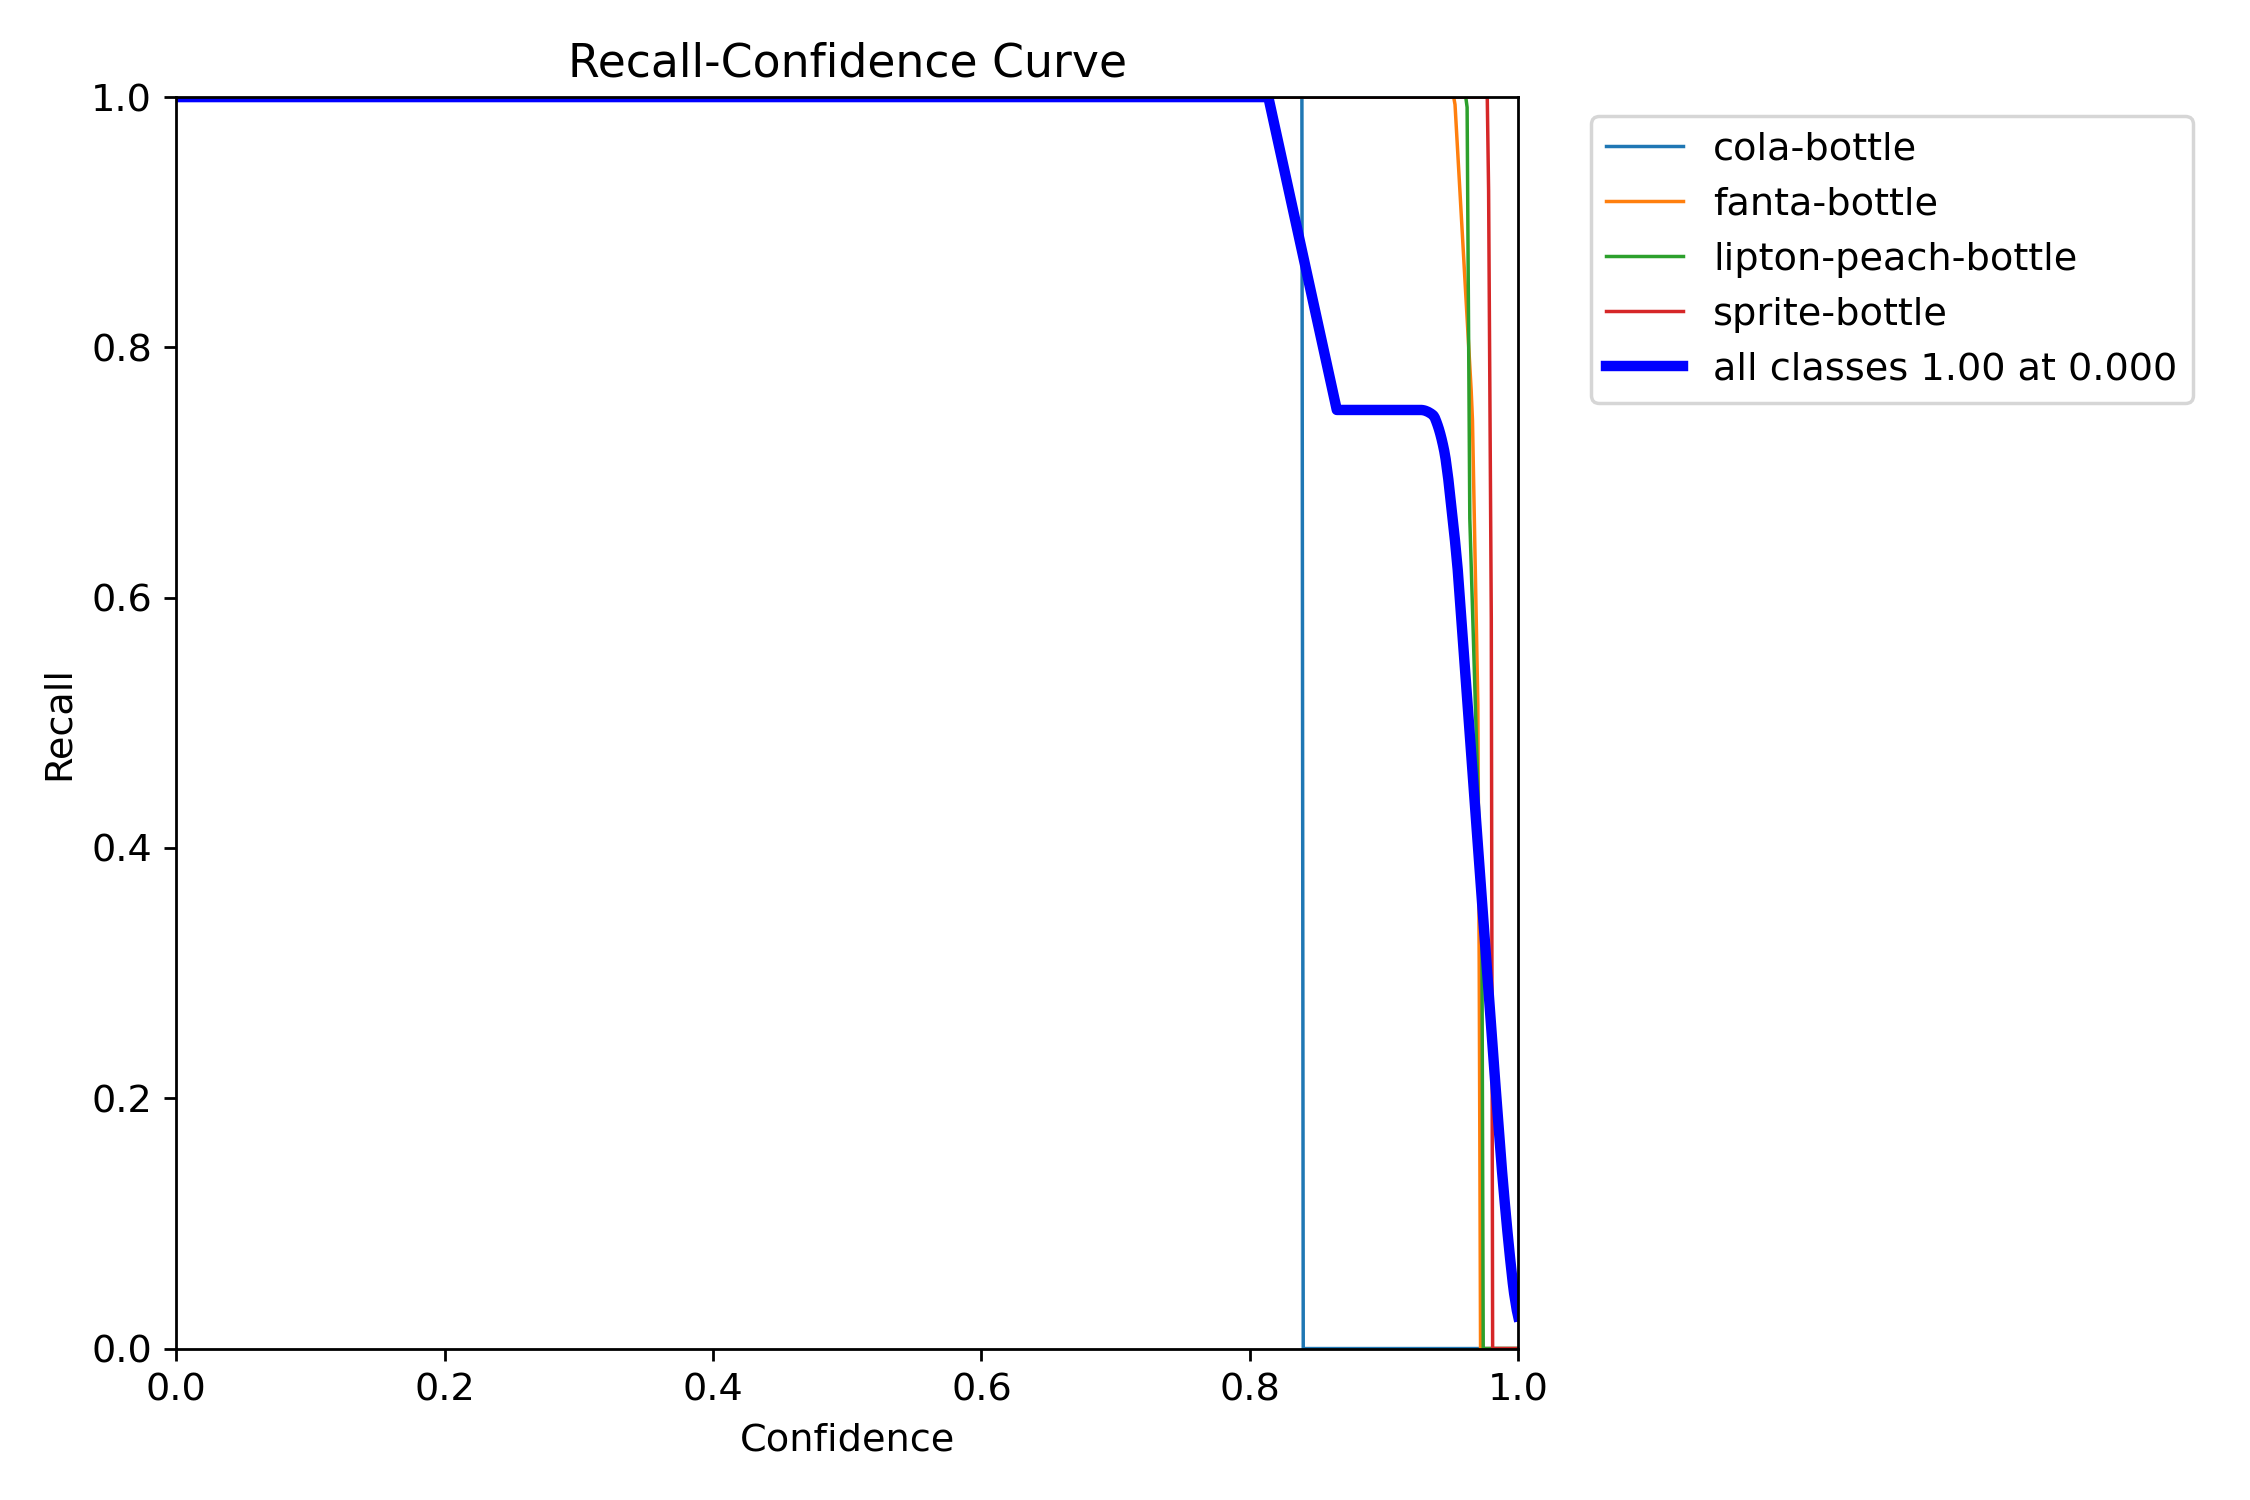 Recall-Confidence Curve
1.0
0.8
0.6
0.4
0.2
0.0
Recall
0.0 0.2 0.4 0.6 0.8 1.0
Confidence
cola-bottle
fanta-bottle
lipton-peach-bottle
sprite-bottle
all classes 1.00 at 0.000